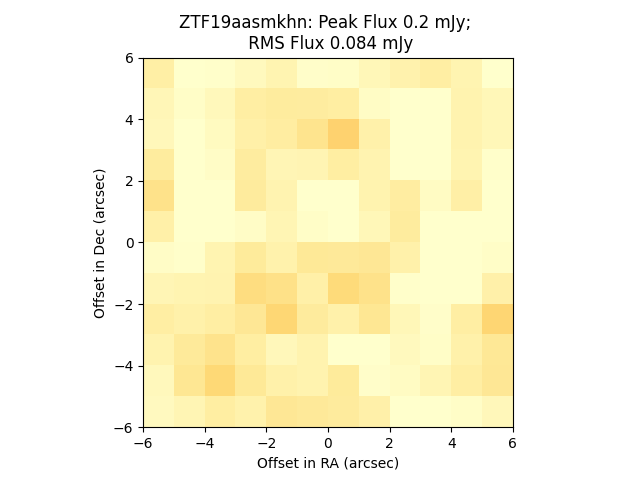 ZTF19aasmkhn: Peak Flux 0.2 mJy;
RMS Flux 0.084 mJy
6
4
2
0
−2
−4
−6
Offset in Dec (arcsec)
−6 −4 −2 0 2 4 6
Offset in RA (arcsec)